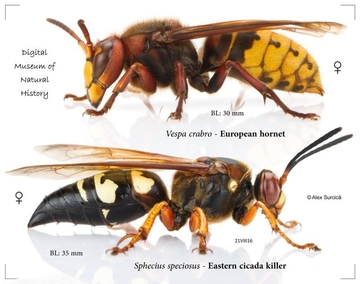 Digital
Museum of
Natural
History
♀
BL: 30 mm
Vespa crabro - European hornet
♀
© Alex Surcică
21VW16
BL: 35 mm
Sphecius speciosus - Eastern cicada killer